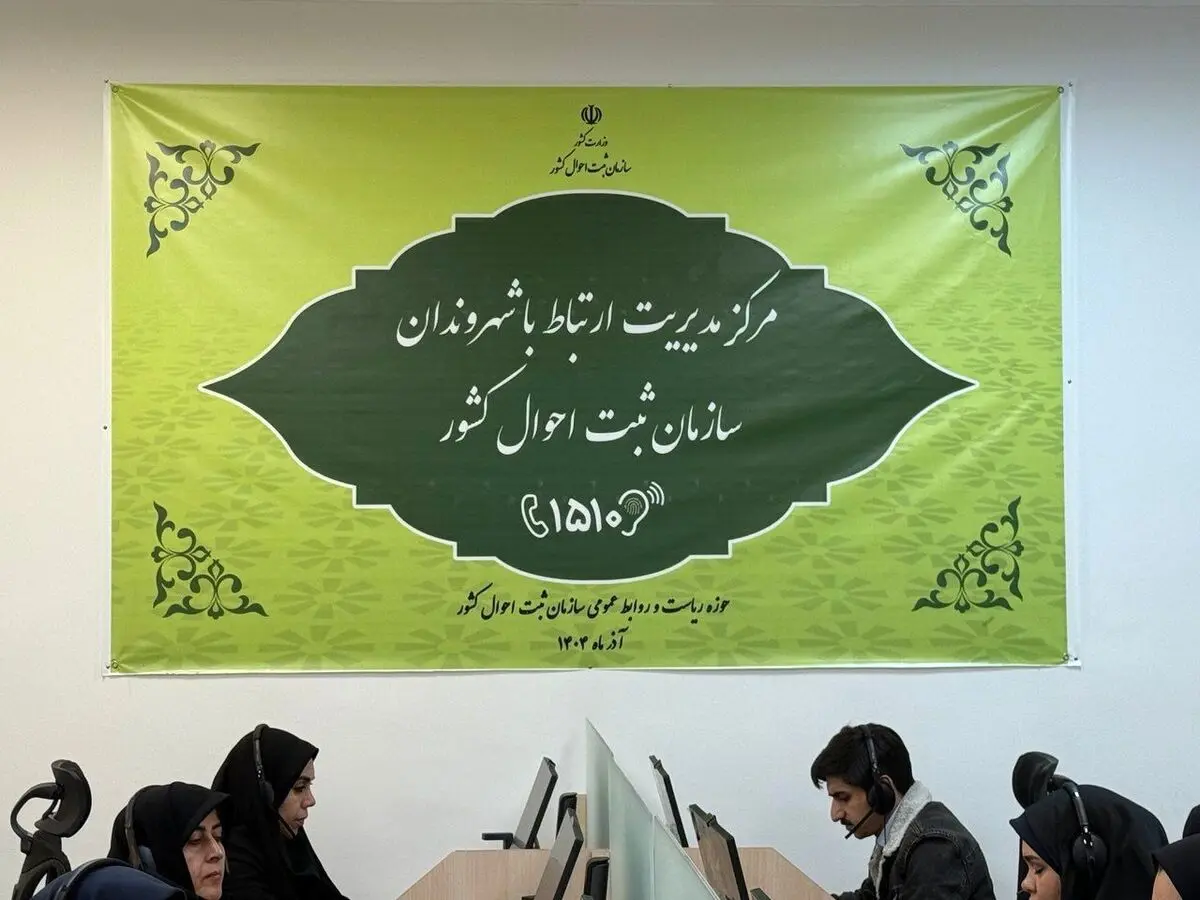 وزارت کشور
سازمان ثبت احوال کشور
مرکز مدیریت ارتباط با شهروندان
سازمان ثبت احوال کشور
۱۵۱۰
حوزه ریاست و روابط عمومی سازمان ثبت احوال کشور
آذر ماه ۱۴۰۴